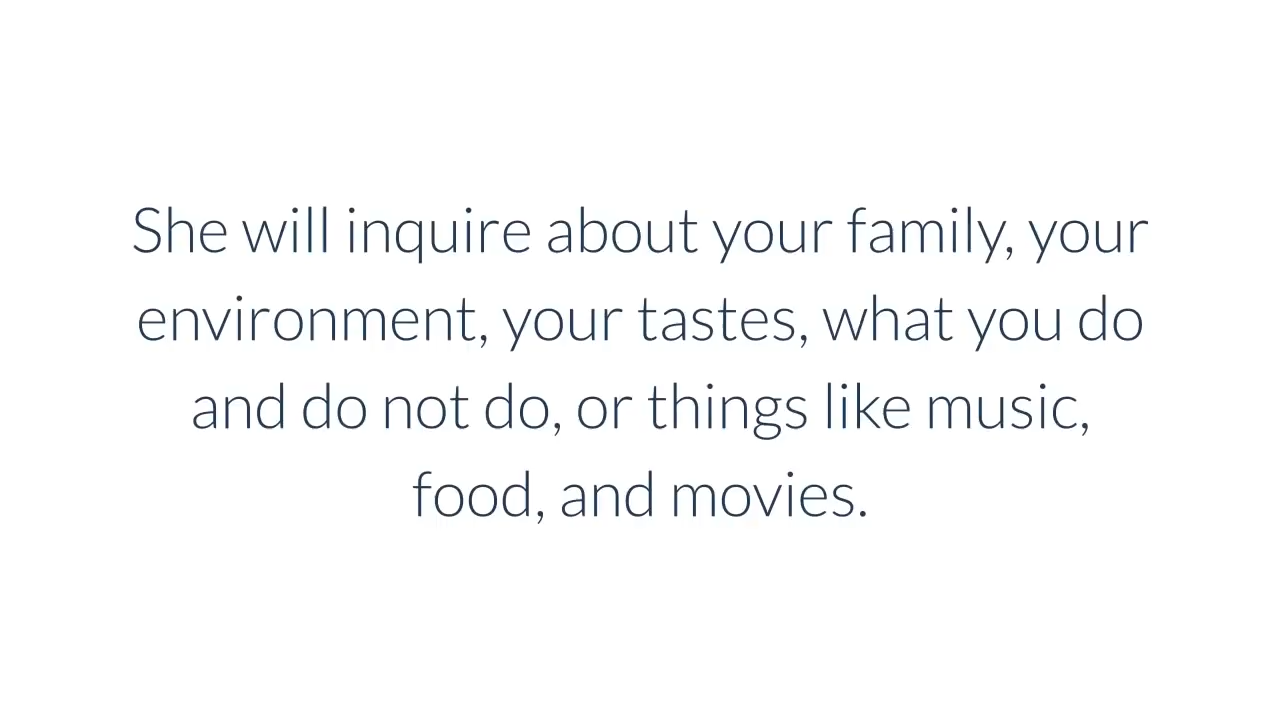 She will inquire about your family, your
environment, your tastes, what you do
and do not do, or things like music,
food, and movies.